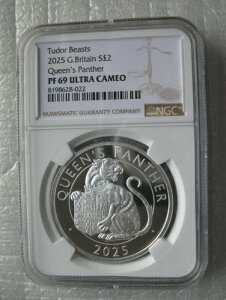 Tudor Beasts
2025 G.Britain S£2
Queen's Panther
PF 69 ULTRA CAMEO
8198628-022
NUMISMATIC GUARANTY COMPANY
NGC
QUEEN'S PANTHER
· 2025 ·